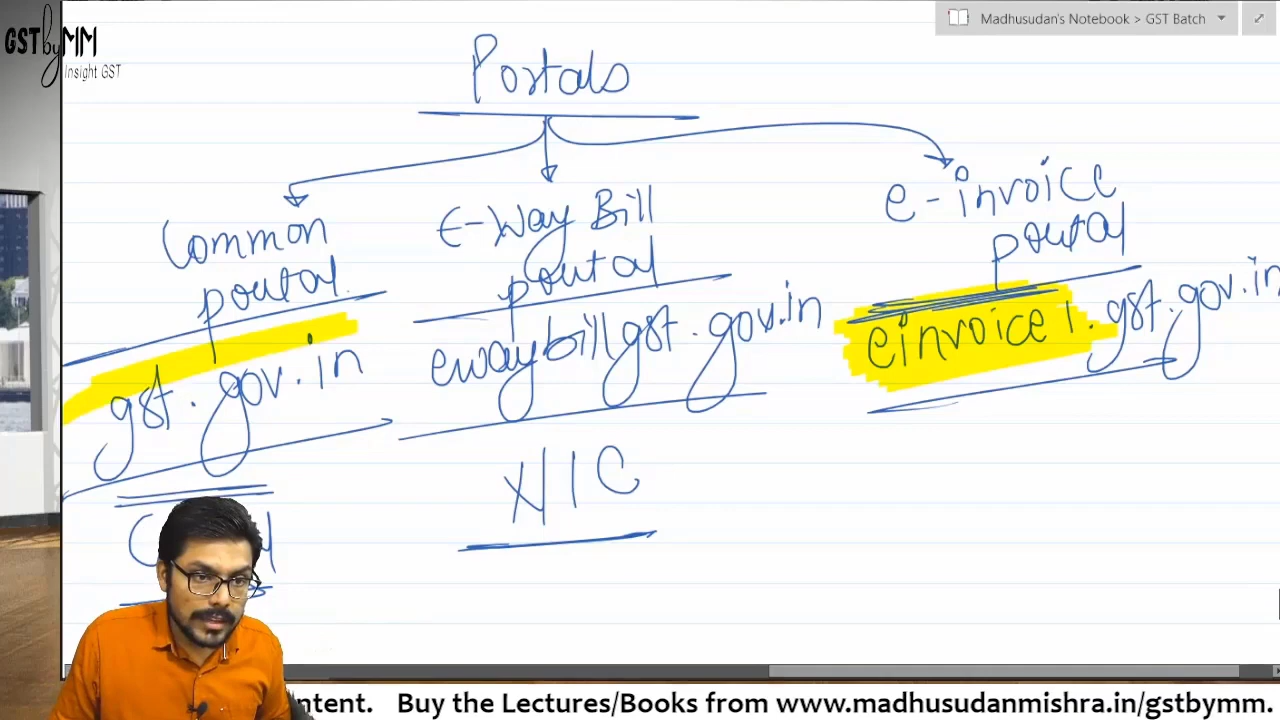 GST by MM
Insight GST
Madhusudan's Notebook > GST Batch
Portals
Common
portal
gst.gov.in
E-Way Bill
portal
ewaybillgst.gov.in
NIC
e-invoice
portal
einvoice1.gst.gov.in
ntent. Buy the Lectures/Books from www.madhusudanmishra.in/gstbymm.